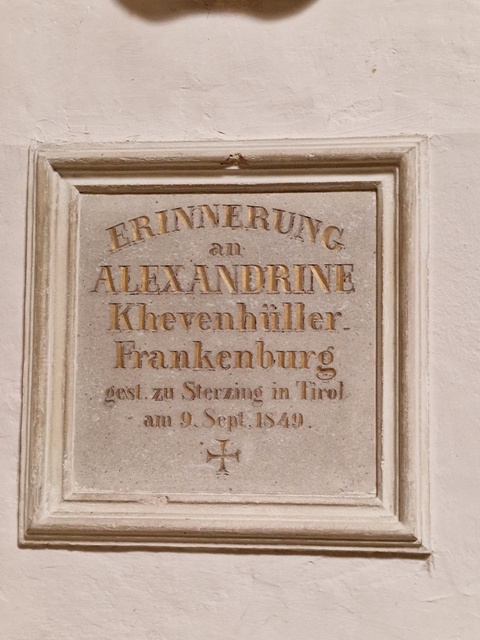 ERINNERUNG
an
ALEXANDRINE
Khevenhüller-
Frankenburg
gest. zu Sterzing in Tirol
am 9. Sept. 1849.